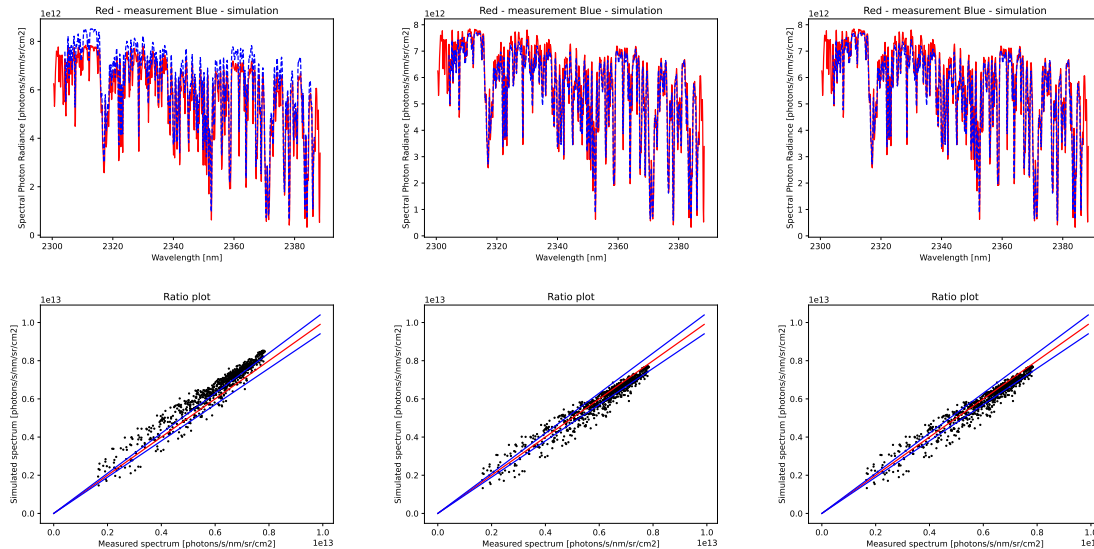 Red - measurement Blue - simulation
1e12
Spectral Photon Radiance [photons/s/nm/sr/cm2]
8
6
4
2
0
2300 2320 2340 2360 2380
Wavelength [nm]
Red - measurement Blue - simulation
1e12
Spectral Photon Radiance [photons/s/nm/sr/cm2]
8
7
6
5
4
3
2
1
0
2300 2320 2340 2360 2380
Wavelength [nm]
Red - measurement Blue - simulation
1e12
Spectral Photon Radiance [photons/s/nm/sr/cm2]
8
7
6
5
4
3
2
1
0
2300 2320 2340 2360 2380
Wavelength [nm]
Ratio plot
1e13
Simulated spectrum [photons/s/nm/sr/cm2]
1.0
0.8
0.6
0.4
0.2
0.0
0.0 0.2 0.4 0.6 0.8 1.0
Measured spectrum [photons/s/nm/sr/cm2]
1e13
Ratio plot
1e13
Simulated spectrum [photons/s/nm/sr/cm2]
1.0
0.8
0.6
0.4
0.2
0.0
0.0 0.2 0.4 0.6 0.8 1.0
Measured spectrum [photons/s/nm/sr/cm2]
1e13
Ratio plot
1e13
Simulated spectrum [photons/s/nm/sr/cm2]
1.0
0.8
0.6
0.4
0.2
0.0
0.0 0.2 0.4 0.6 0.8 1.0
Measured spectrum [photons/s/nm/sr/cm2]